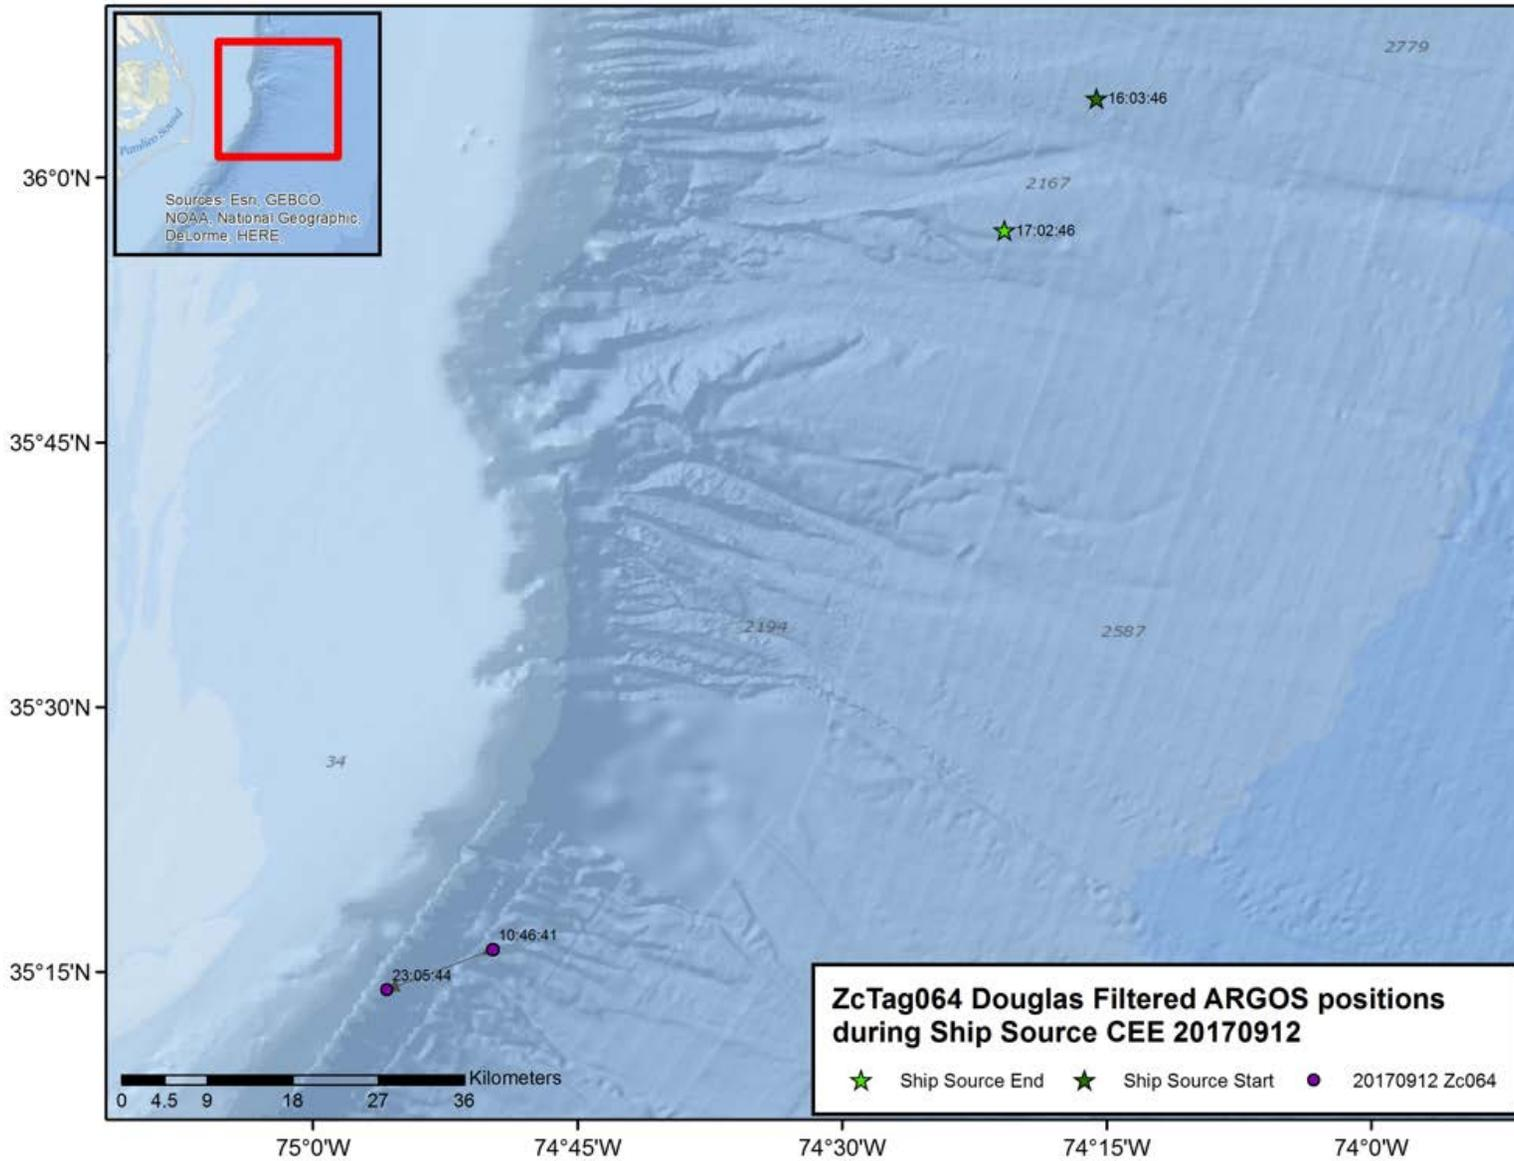 2779
16:03:46
36°0'N
Pamlico Sound
2167
Sources: Esri, GEBCO,
NOAA, National Geographic,
DeLorme, HERE,
17:02:46
35°45'N
2194
2587
35°30'N
34
10:46:41
35°15'N
23:05:44
ZcTag064 Douglas Filtered ARGOS positions
during Ship Source CEE 20170912
Ship Source End
Ship Source Start
20170912 Zc064
Kilometers
0 4.5 9 18 27 36
75°0'W 74°45'W 74°30'W 74°15'W 74°0'W